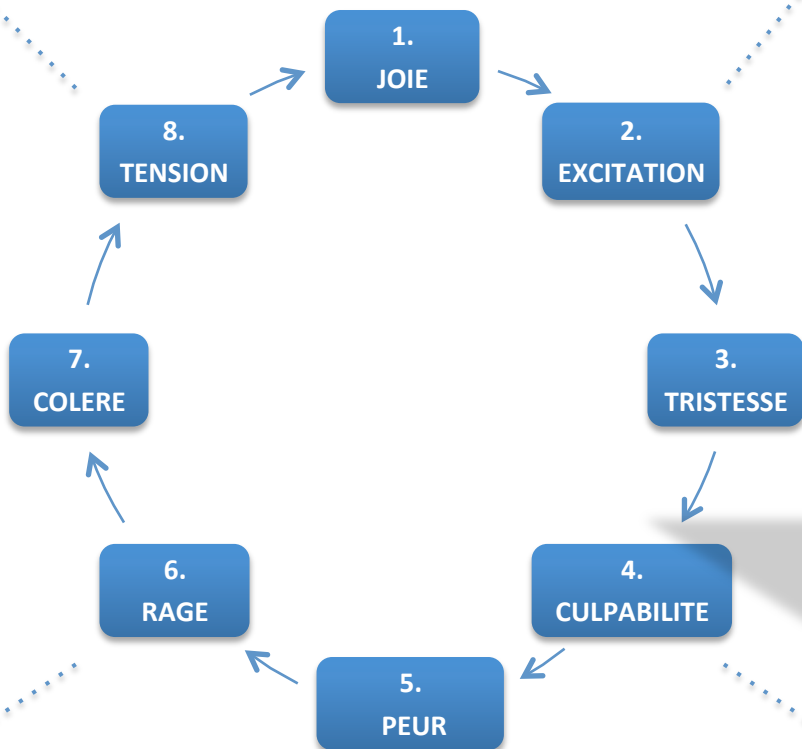 1.
JOIE
2.
EXCITATION
3.
TRISTESSE
4.
CULPABILITE
5.
PEUR
6.
RAGE
7.
COLERE
8.
TENSION